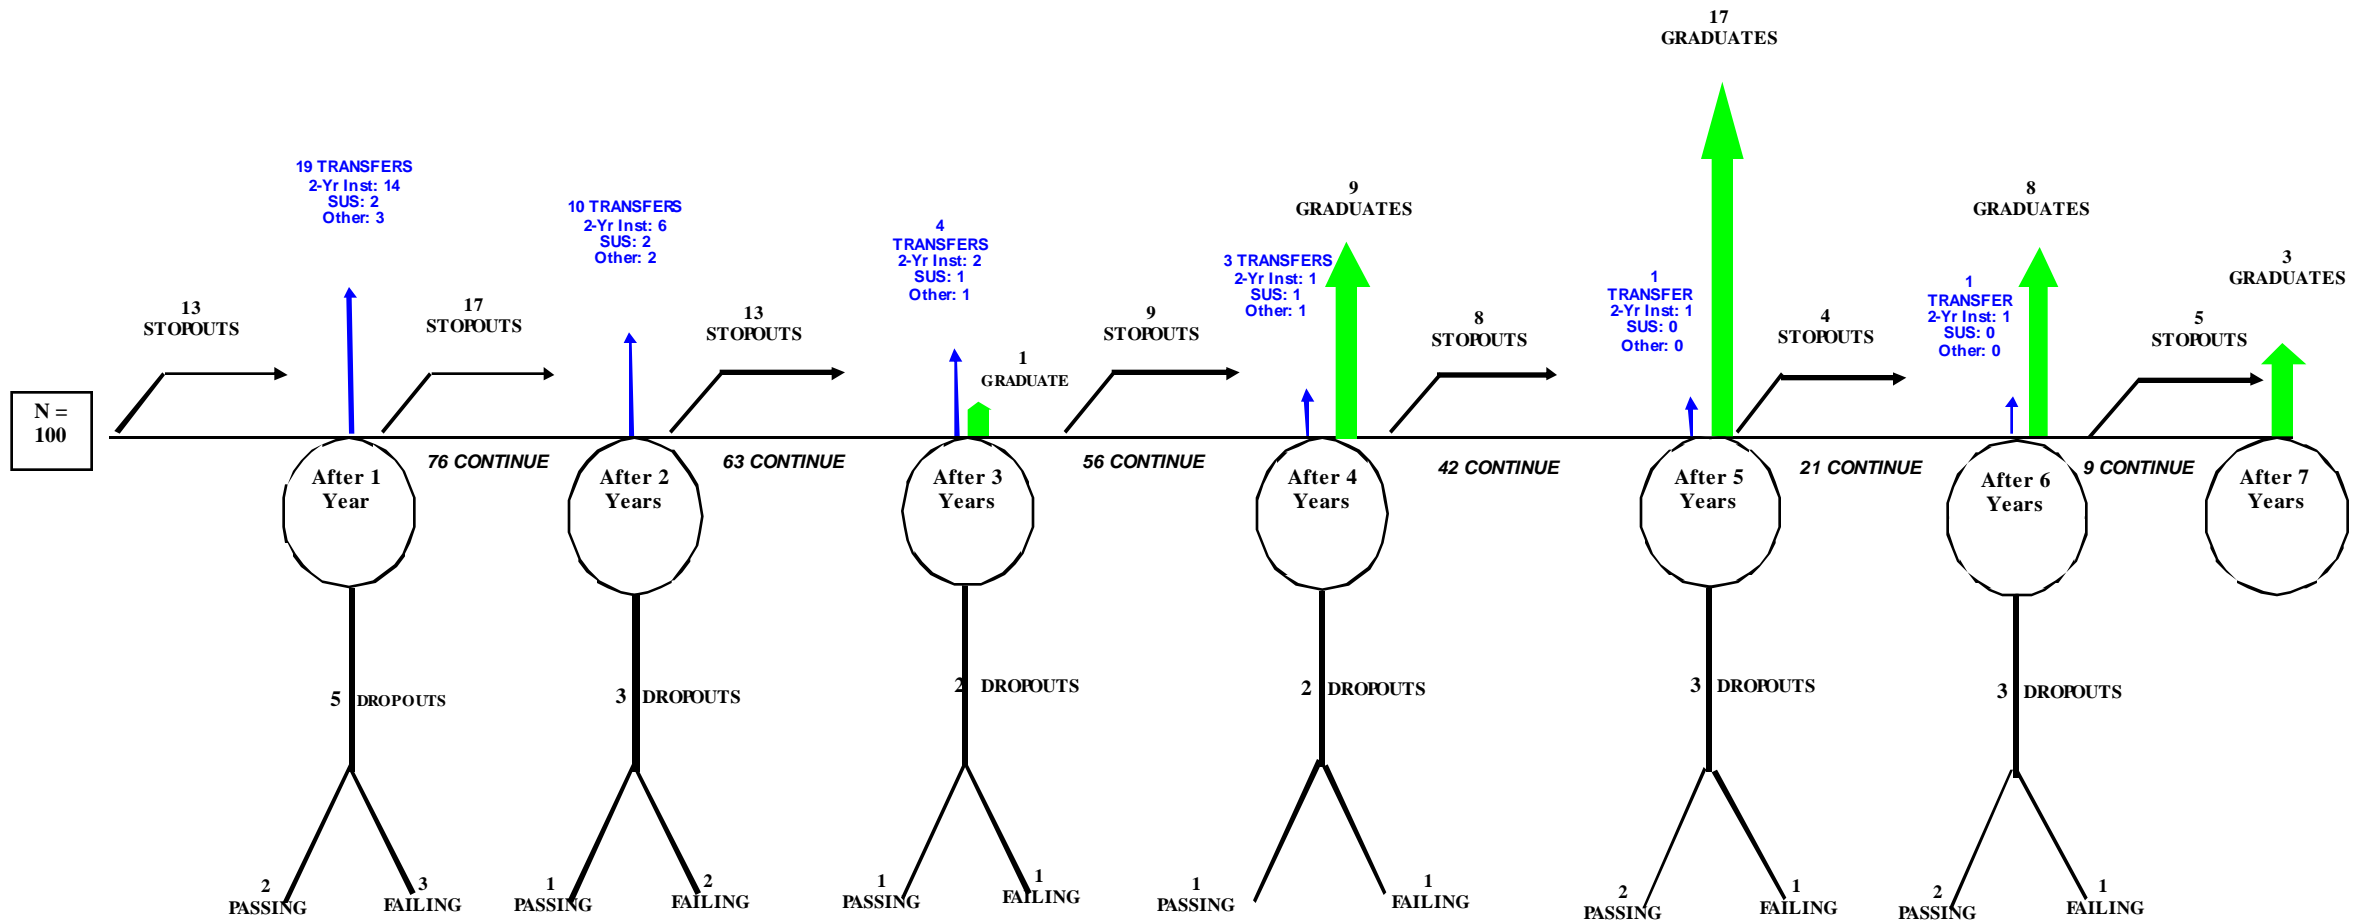 N =
100
13
STOPOUTS
19 TRANSFERS
2-Yr Inst: 14
SUS: 2
Other: 3
After 1
Year
5 DROPOUTS
2
PASSING
3
FAILING
17
STOPOUTS
76 CONTINUE
10 TRANSFERS
2-Yr Inst: 6
SUS: 2
Other: 2
After 2
Years
3 DROPOUTS
1
PASSING
2
FAILING
13
STOPOUTS
63 CONTINUE
4
TRANSFERS
2-Yr Inst: 2
SUS: 1
Other: 1
1
GRADUATE
After 3
Years
2 DROPOUTS
1
PASSING
1
FAILING
9
STOPOUTS
56 CONTINUE
3 TRANSFERS
2-Yr Inst: 1
SUS: 1
Other: 1
9
GRADUATES
After 4
Years
2 DROPOUTS
1
PASSING
1
FAILING
8
STOPOUTS
42 CONTINUE
1
TRANSFER
2-Yr Inst: 1
SUS: 0
Other: 0
17
GRADUATES
After 5
Years
3 DROPOUTS
2
PASSING
1
FAILING
4
STOPOUTS
21 CONTINUE
1
TRANSFER
2-Yr Inst: 1
SUS: 0
Other: 0
8
GRADUATES
After 6
Years
3 DROPOUTS
2
PASSING
1
FAILING
5
STOPOUTS
9 CONTINUE
3
GRADUATES
After 7
Years